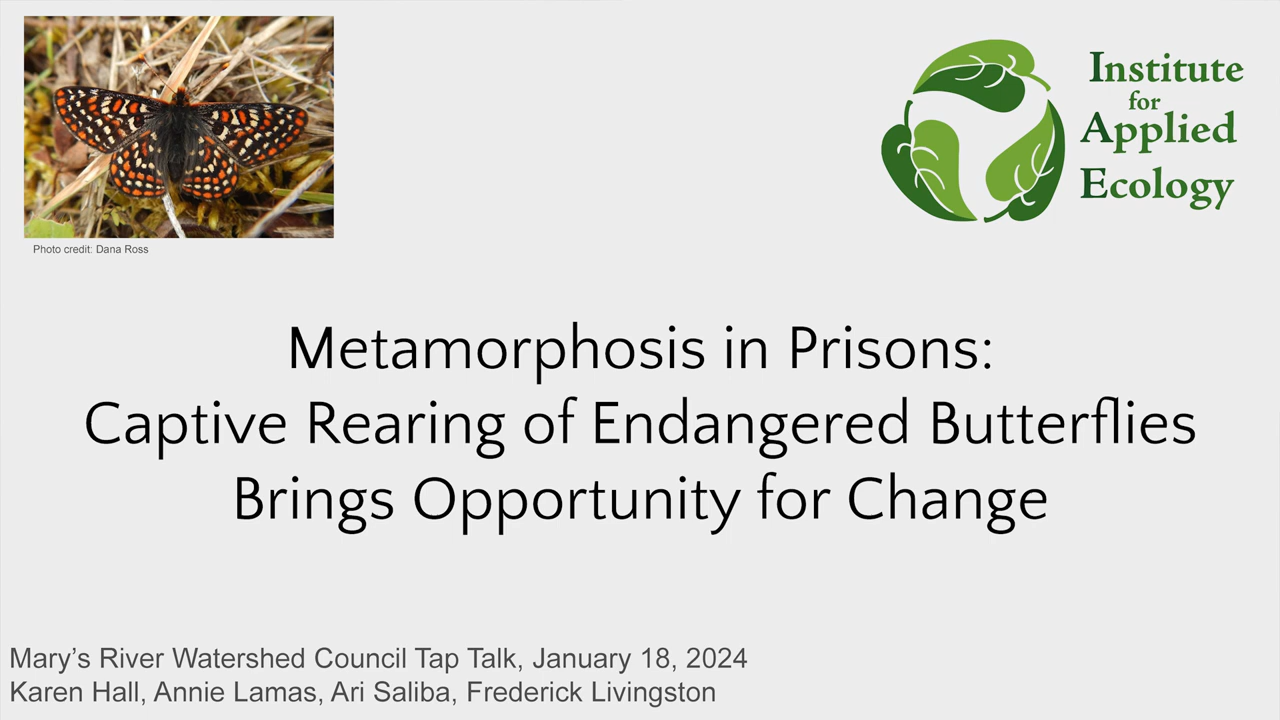 Photo credit: Dana Ross
Institute
for
Applied
Ecology
Metamorphosis in Prisons:
Captive Rearing of Endangered Butterflies
Brings Opportunity for Change
Mary's River Watershed Council Tap Talk, January 18, 2024
Karen Hall, Annie Lamas, Ari Saliba, Frederick Livingston